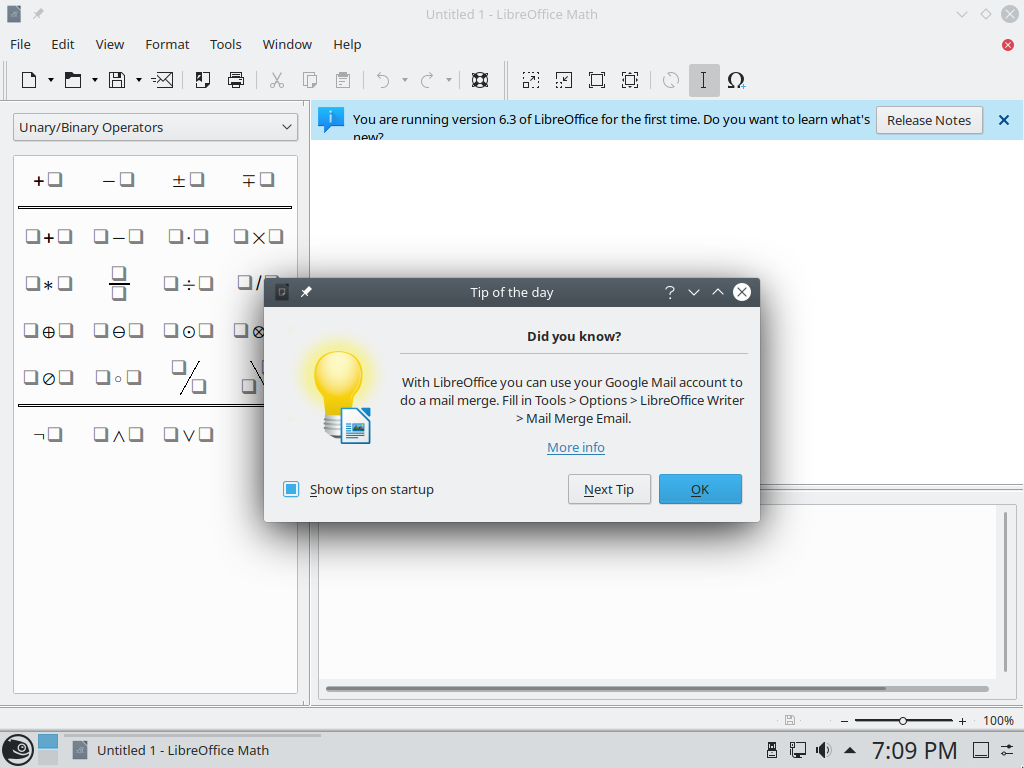 Untitled 1 - LibreOffice Math
File Edit View Format Tools Window Help
Unary/Binary Operators
You are running version 6.3 of LibreOffice for the first time. Do you want to learn what's
new?
Release Notes
+❑ −❑ ±❑ ∓❑
❑+❑ ❑−❑ ❑·❑ ❑×❑
❑∗❑ ❑/❑ ❑÷❑ ❑/❑
❑⊕❑ ❑⊖❑ ❑⊙❑ ❑⊗
❑⊘❑ ❑∘❑ ❑/❑ ❑\❑
¬❑ ❑∧❑ ❑∨❑
Tip of the day
Did you know?
With LibreOffice you can use your Google Mail account to
do a mail merge. Fill in Tools > Options > LibreOffice Writer
> Mail Merge Email.
More info
Show tips on startup
Next Tip
OK
100%
Untitled 1 - LibreOffice Math
7:09 PM